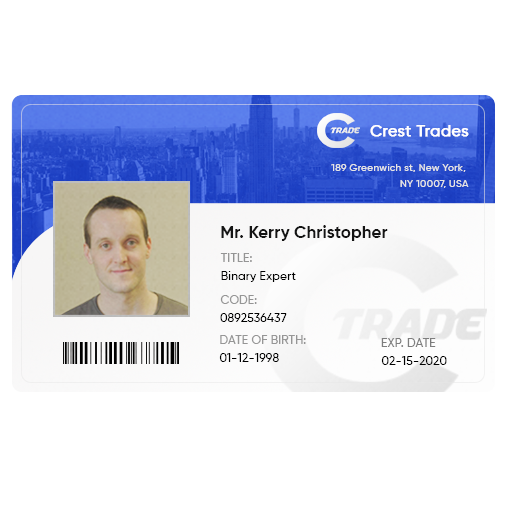 TRADE Crest Trades
189 Greenwich st, New York,
NY 10007, USA
Mr. Kerry Christopher
TITLE:
Binary Expert
CODE:
0892536437
TRADE
DATE OF BIRTH:
01-12-1998
EXP. DATE
02-15-2020